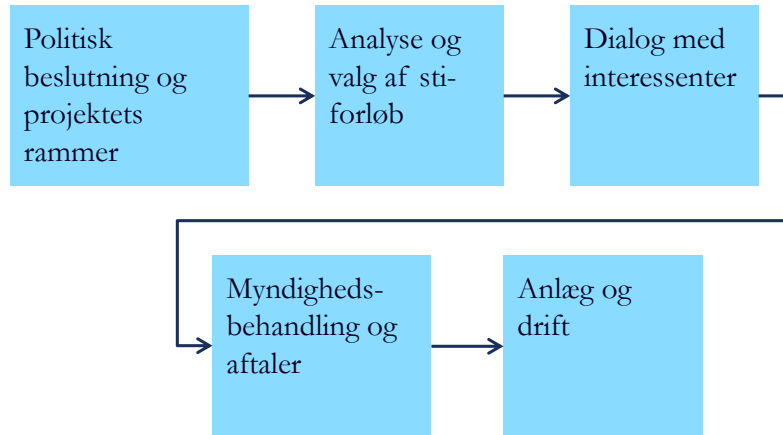 Politisk
beslutning og
projektets
rammer
Analyse og
valg af sti-
forløb
Dialog med
interessenter
Myndigheds-
behandling og
aftaler
Anlæg og
drift